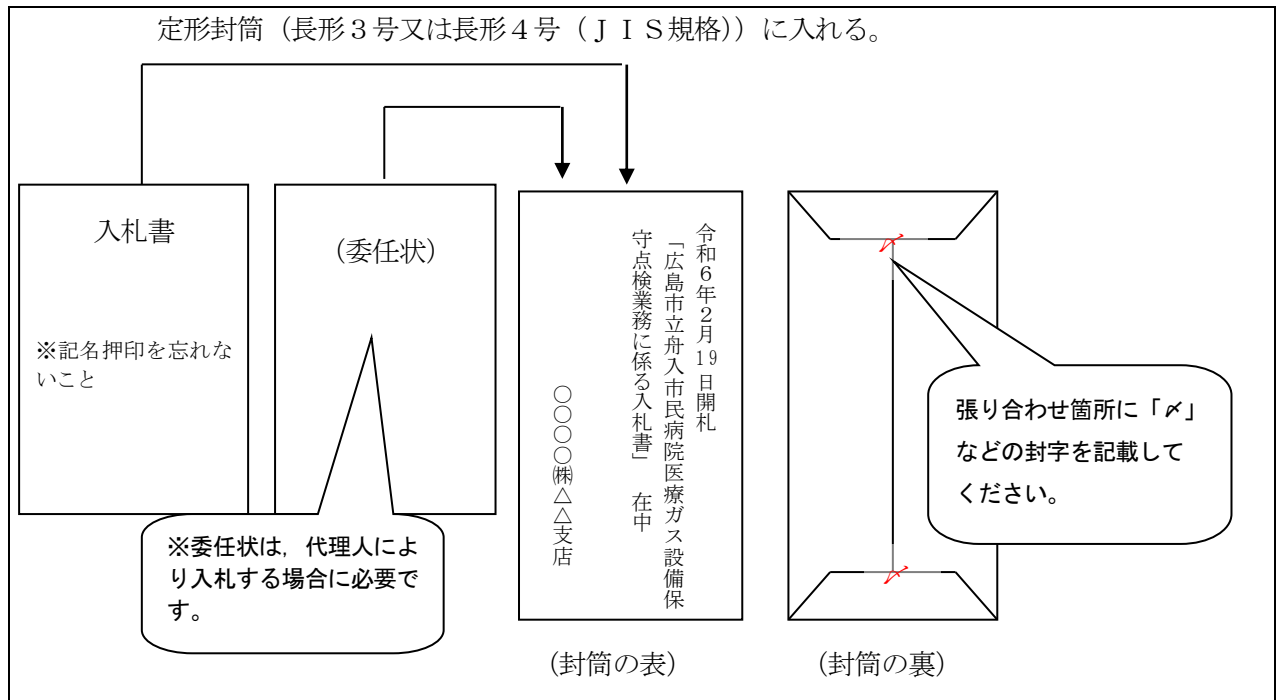 定形封筒（長形３号又は長形４号（ＪＩＳ規格））に入れる。
入札書
※記名押印を忘れな
いこと
（委任状）
※委任状は，代理人によ
り入札する場合に必要で
す。
令和６年２月19日開札
「広島市立舟入市民病院医療ガス設備保
守点検業務に係る入札書」　在中
○○○○㈱△△支店
（封筒の表）
〆
張り合わせ箇所に「〆」
などの封字を記載して
ください。
〆
（封筒の裏）